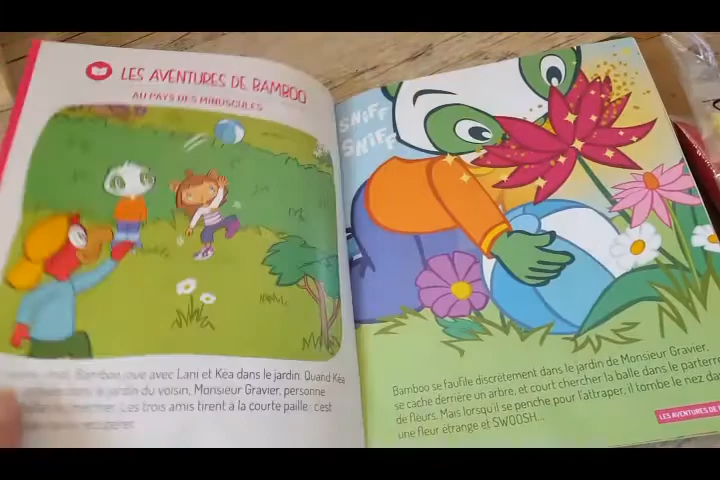 LES AVENTURES DE BAMBOO
AU PAYS DES MINUSCULES
Bamboo joue avec Lani et Kéa dans le jardin. Quand Kéa
le jardin du voisin, Monsieur Gravier, personne
Les trois amis tirent à la courte paille : c'est
récupérer.
SNIFF
SNIFF
Bamboo se faufile discrètement dans le jardin de Monsieur Gravier,
se cache derrière un arbre, et court chercher la balle dans le parterre
de fleurs. Mais lorsqu'il se penche pour l'attraper, il tombe le nez da
une fleur étrange et SWOOSH...
LES AVENTURES DE